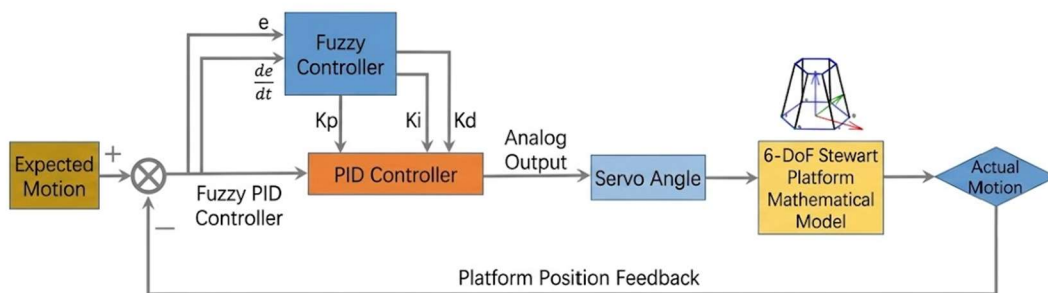 e
de
dt
Fuzzy
Controller
Kp
Ki
Kd
Expected
Motion
+
−
Fuzzy PID
Controller
PID Controller
Analog
Output
Servo Angle
6-DoF Stewart
Platform
Mathematical
Model
Actual
Motion
Platform Position Feedback